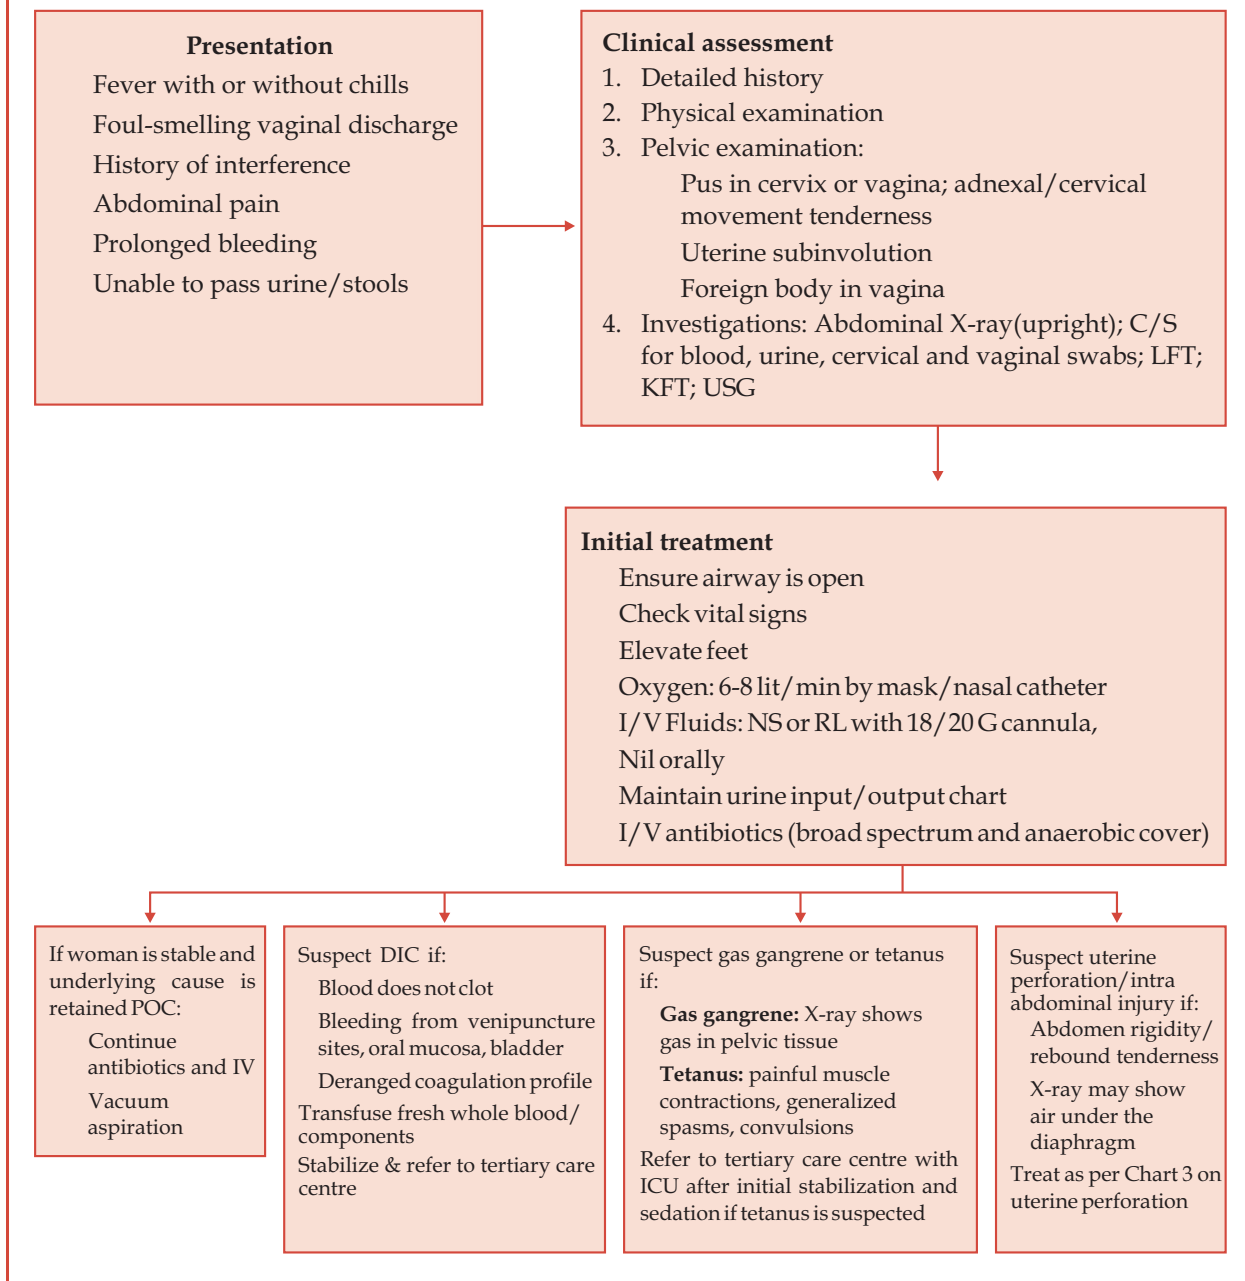 Presentation
Fever with or without chills
Foul-smelling vaginal discharge
History of interference
Abdominal pain
Prolonged bleeding
Unable to pass urine/stools
Clinical assessment
1. Detailed history
2. Physical examination
3. Pelvic examination:
Pus in cervix or vagina; adnexal/cervical
movement tenderness
Uterine subinvolution
Foreign body in vagina
4. Investigations: Abdominal X-ray(upright); C/S
for blood, urine, cervical and vaginal swabs; LFT;
KFT; USG
Initial treatment
Ensure airway is open
Check vital signs
Elevate feet
Oxygen: 6-8 lit/min by mask/nasal catheter
I/V Fluids: NS or RL with 18/20 G cannula,
Nil orally
Maintain urine input/output chart
I/V antibiotics (broad spectrum and anaerobic cover)
If woman is stable and
underlying cause is
retained POC:
Continue
antibiotics and IV
Vacuum
aspiration
Suspect DIC if:
Blood does not clot
Bleeding from venipuncture
sites, oral mucosa, bladder
Deranged coagulation profile
Transfuse fresh whole blood/
components
Stabilize & refer to tertiary care
centre
Suspect gas gangrene or tetanus
if:
Gas gangrene: X-ray shows
gas in pelvic tissue
Tetanus: painful muscle
contractions, generalized
spasms, convulsions
Refer to tertiary care centre with
ICU after initial stabilization and
sedation if tetanus is suspected
Suspect uterine
perforation/intra
abdominal injury if:
Abdomen rigidity/
rebound tenderness
X-ray may show
air under the
diaphragm
Treat as per Chart 3 on
uterine perforation